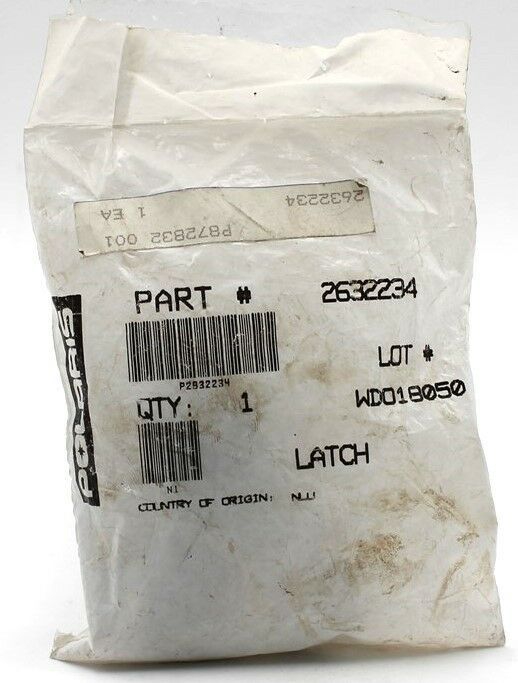 2632234
1 EA
P872832 001
PART # 2632234
P2632234
LOT #
QTY: 1
WD018050
LATCH
N1
COUNTRY OF ORIGIN:
POLARIS